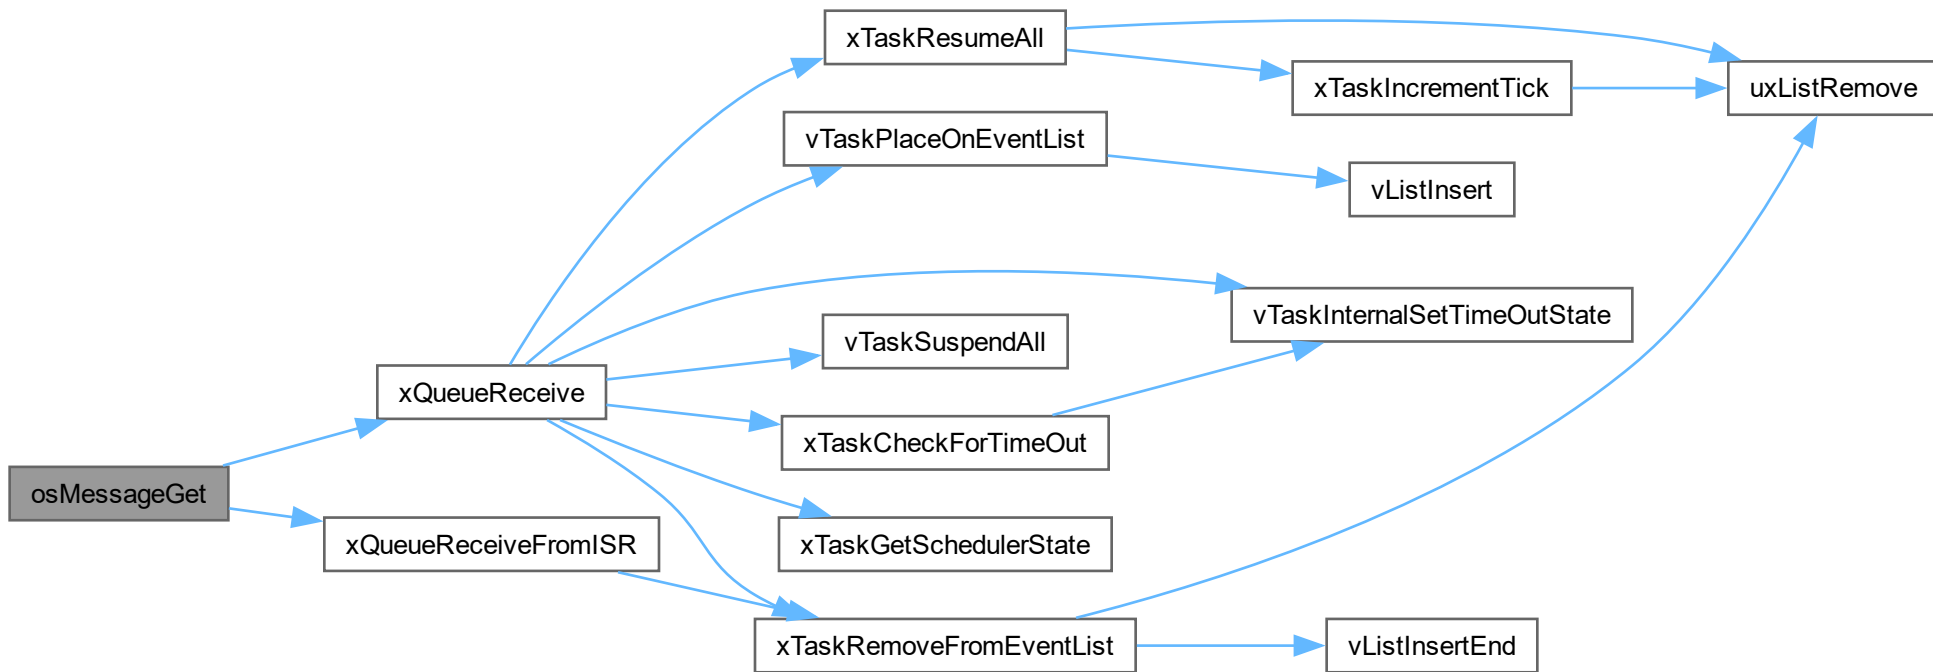 xTaskResumeAll
xTaskIncrementTick
uxListRemove
vTaskPlaceOnEventList
vListInsert
vTaskInternalSetTimeOutState
vTaskSuspendAll
xQueueReceive
xTaskCheckForTimeOut
osMessageGet
xQueueReceiveFromISR
xTaskGetSchedulerState
xTaskRemoveFromEventList
vListInsertEnd